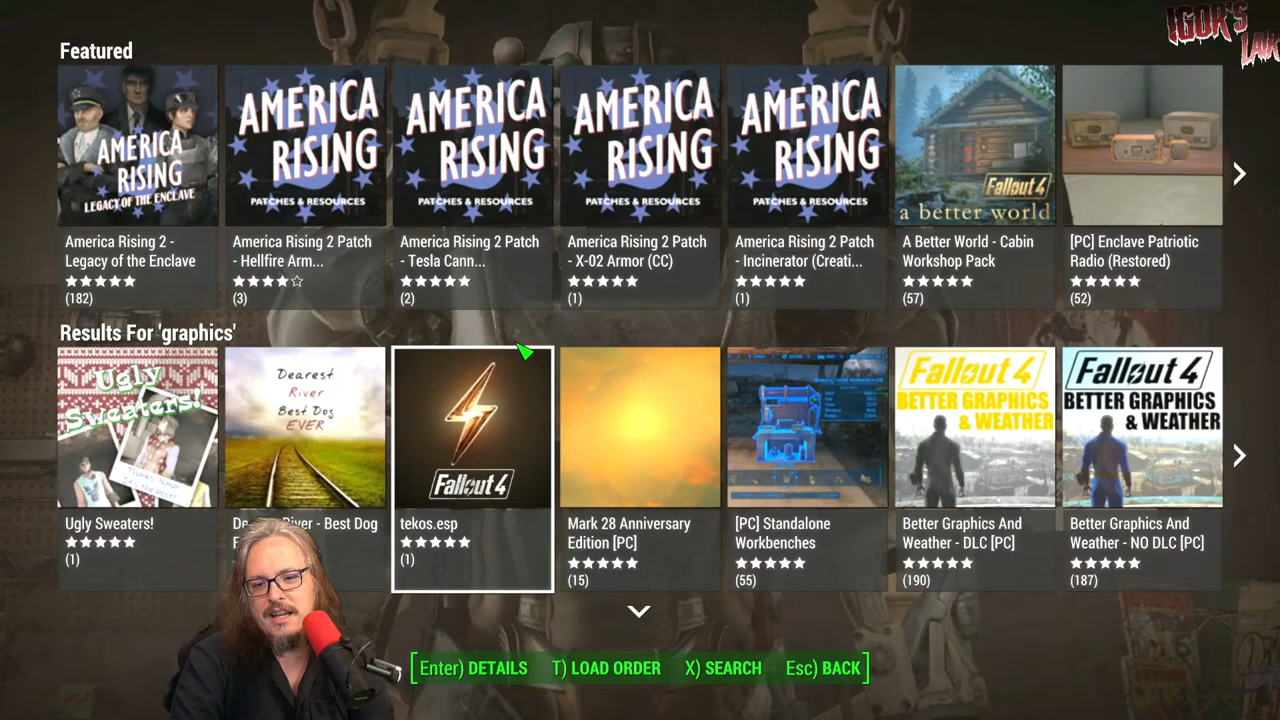 IGOR'S
LAIR
Featured
AMERICA
RISING
LEGACY OF THE ENCLAVE
AMERICA
RISING
PATCHES & RESOURCES
AMERICA
RISING
PATCHES & RESOURCES
AMERICA
RISING
PATCHES & RESOURCES
AMERICA
RISING
PATCHES & RESOURCES
Fallout 4
a better world
America Rising 2 -
Legacy of the Enclave
(182)
America Rising 2 Patch
- Hellfire Arm...
(3)
America Rising 2 Patch
- Tesla Cann...
(2)
America Rising 2 Patch
- X-02 Armor (CC)
(1)
America Rising 2 Patch
- Incinerator (Creati...
(1)
A Better World - Cabin
Workshop Pack
(57)
[PC] Enclave Patriotic
Radio (Restored)
(52)
Results For 'graphics'
Ugly
Sweaters!
Dearest
River
Best Dog
EVER
Fallout 4
Fallout 4
BETTER GRAPHICS
& WEATHER
Fallout 4
BETTER GRAPHICS
& WEATHER
Ugly Sweaters!
(1)
River - Best Dog
tekos.esp
(1)
Mark 28 Anniversary
Edition [PC]
(15)
[PC] Standalone
Workbenches
(55)
Better Graphics And
Weather - DLC [PC]
(190)
Better Graphics And
Weather - NO DLC [PC]
(187)
Enter) DETAILS T) LOAD ORDER X) SEARCH Esc) BACK